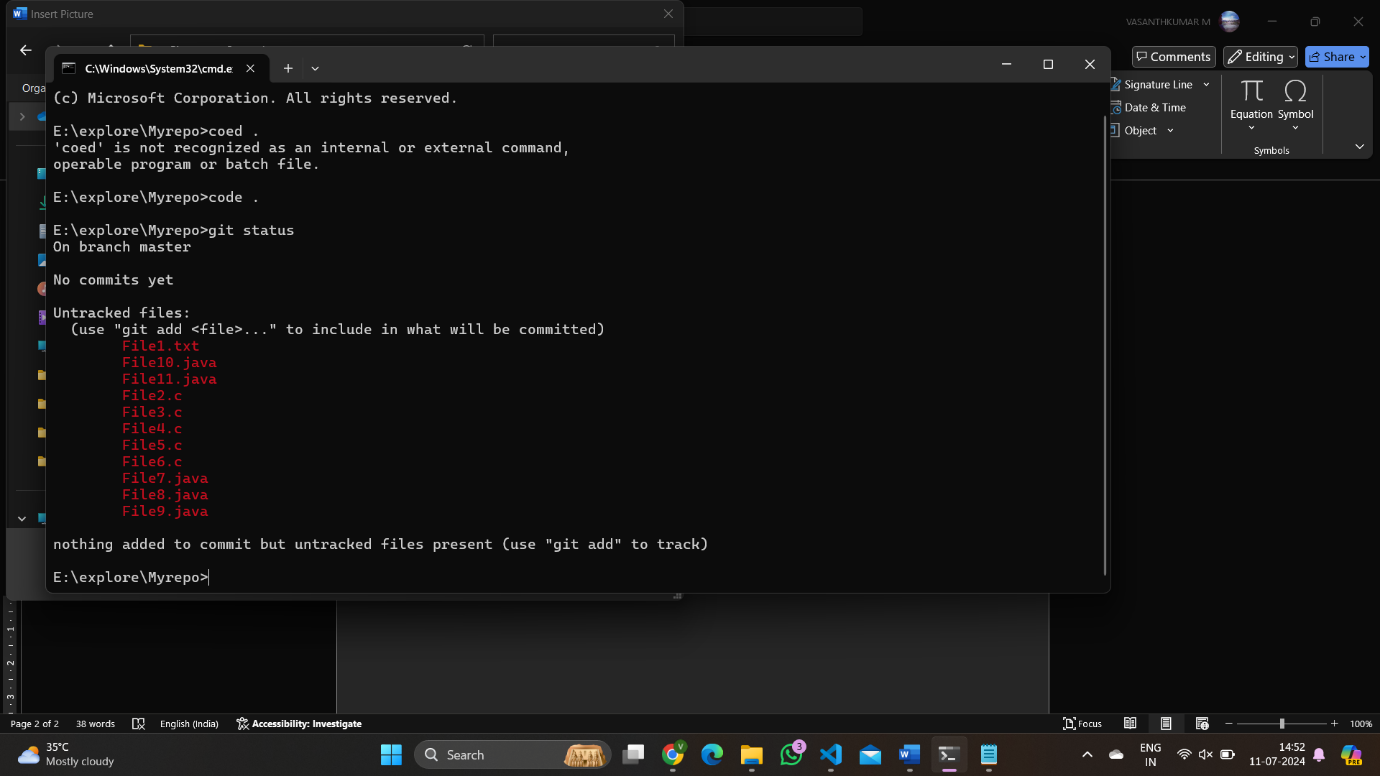 Insert Picture
VASANTHKUMAR M
Comments
Editing
Share
C:\Windows\System32\cmd.e
Orga
Signature Line
Date & Time
Object
Equation
Symbol
Symbols
(c) Microsoft Corporation. All rights reserved.
E:\explore\Myrepo>coed .
'coed' is not recognized as an internal or external command,
operable program or batch file.
E:\explore\Myrepo>code .
E:\explore\Myrepo>git status
On branch master
No commits yet
Untracked files:
(use "git add <file>..." to include in what will be committed)
File1.txt
File10.java
File11.java
File2.c
File3.c
File4.c
File5.c
File6.c
File7.java
File8.java
File9.java
nothing added to commit but untracked files present (use "git add" to track)
E:\explore\Myrepo>
Page 2 of 2 38 words English (India) Accessibility: Investigate Focus 100%
35°C
Mostly cloudy
Search
V
3
ENG
IN
14:52
11-07-2024
PRE